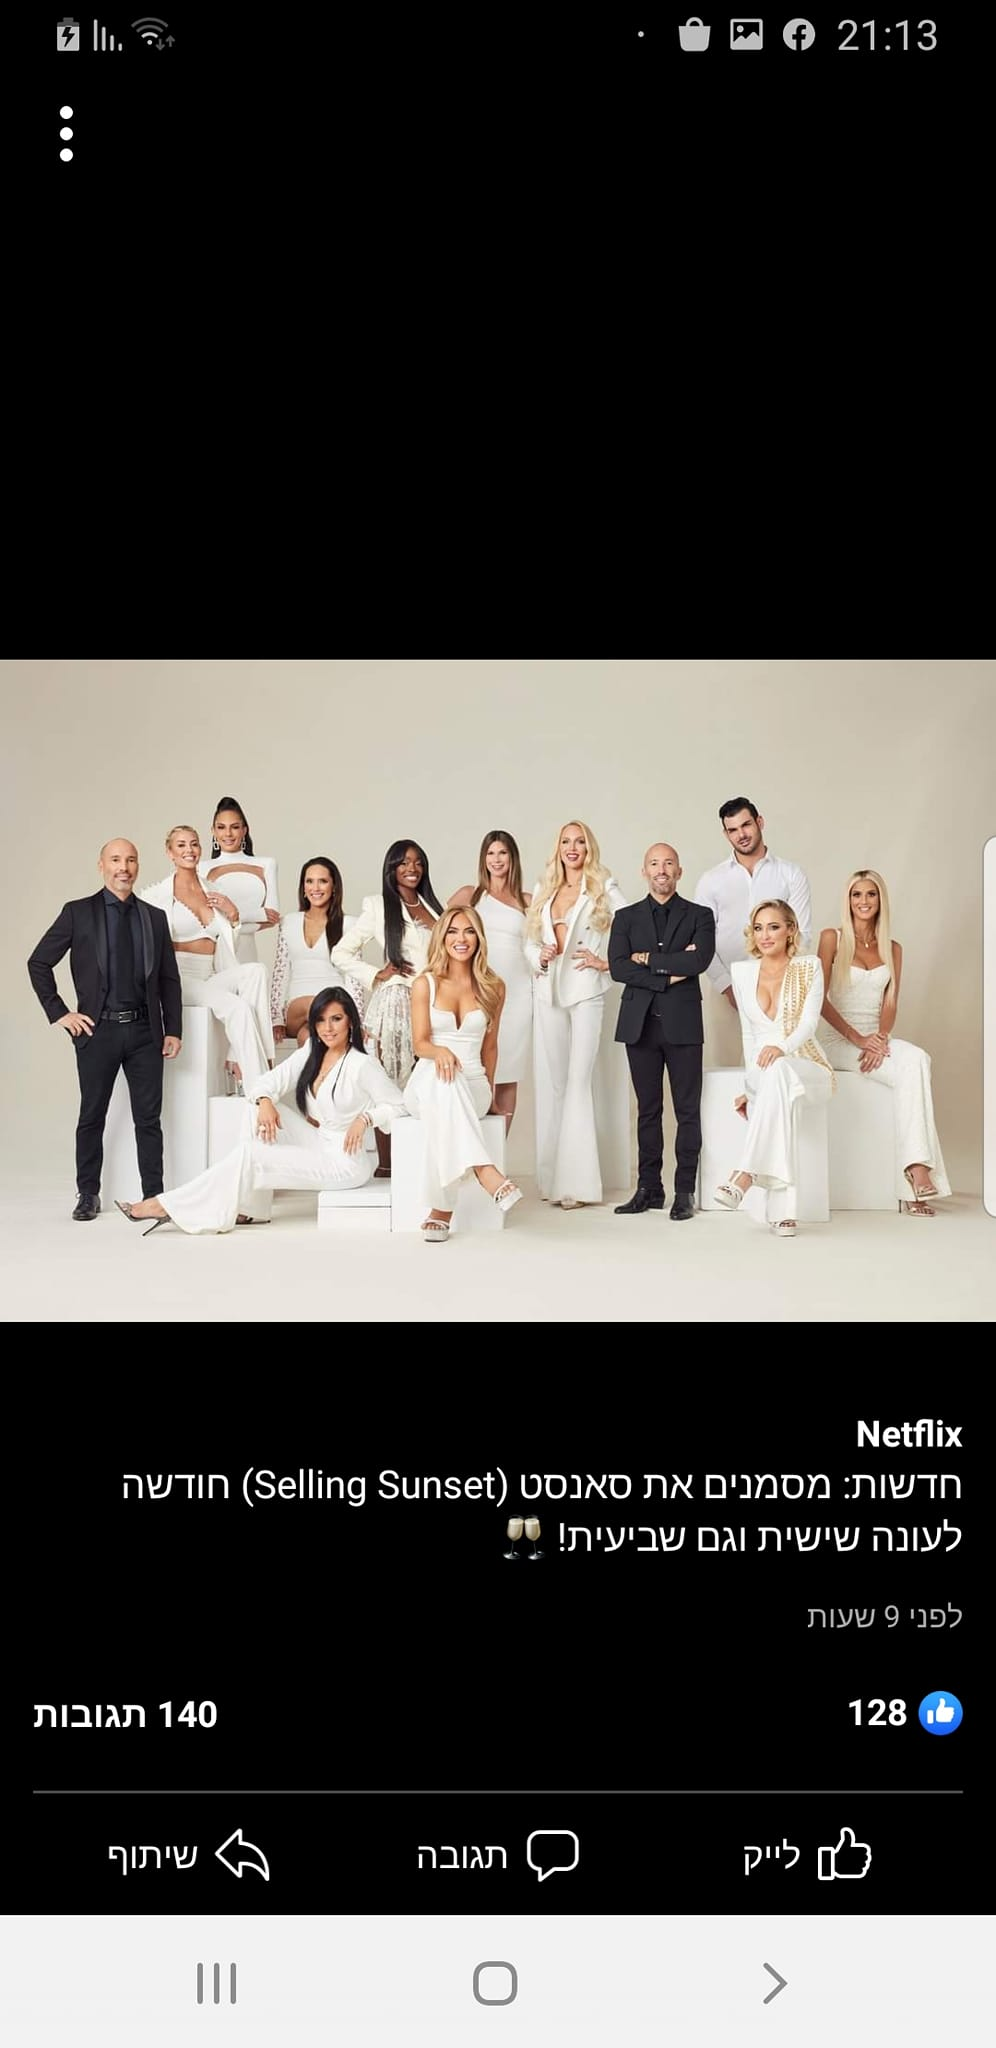 21:13
Netflix
חדשות: מסמנים את סאנסט (Selling Sunset) חודשה
לעונה שישית וגם שביעית! 🥂
לפני 9 שעות
128
140 תגובות
לייק
תגובה
שיתוף